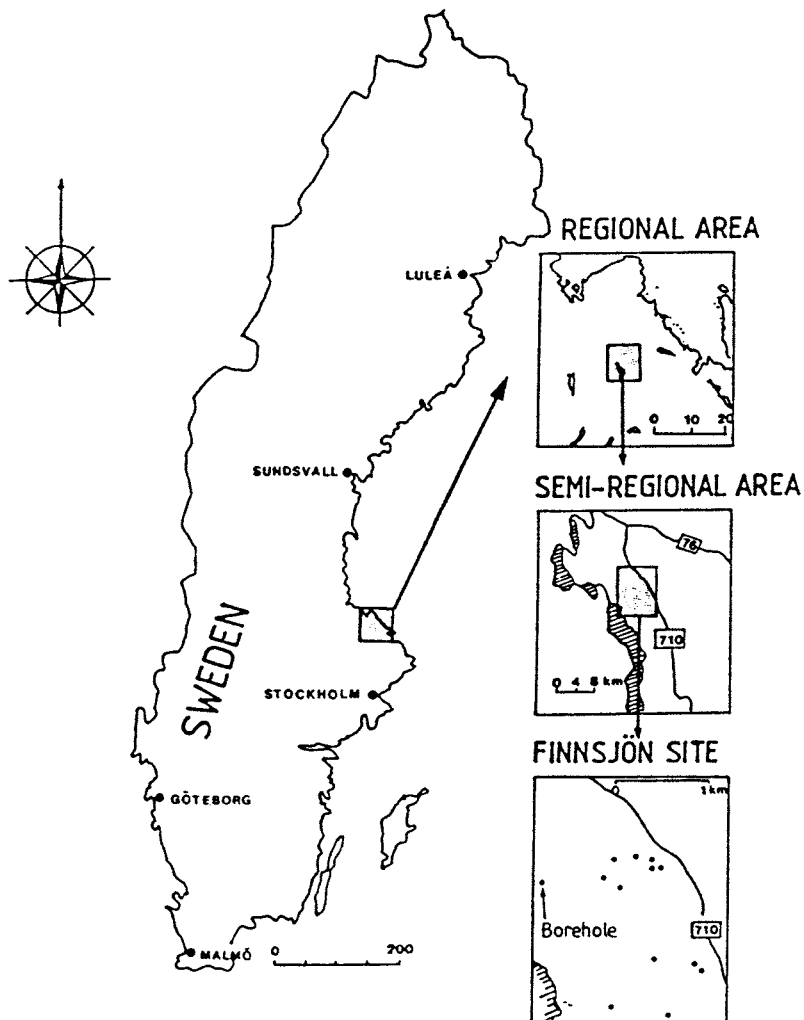 REGIONAL AREA
LULEÅ
0 10 20
SUNDSVALL
SEMI-REGIONAL AREA
76
710
0 4 8 km
SWEDEN
STOCKHOLM
FINNSJÖN SITE
0 1 km
GÖTEBORG
Borehole
710
MALMÖ
0 200